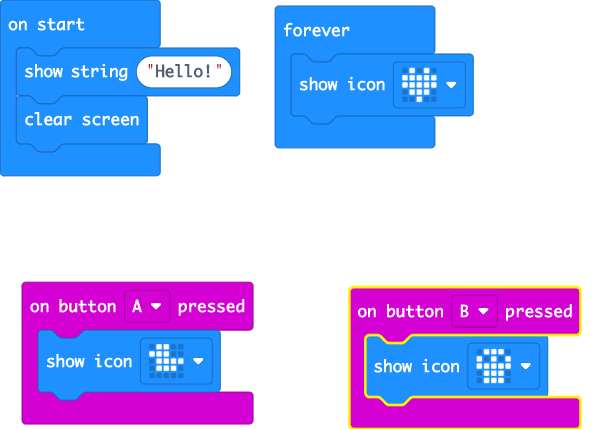 on start
show string "Hello!"
clear screen
forever
show icon
on button A pressed
show icon
on button B pressed
show icon